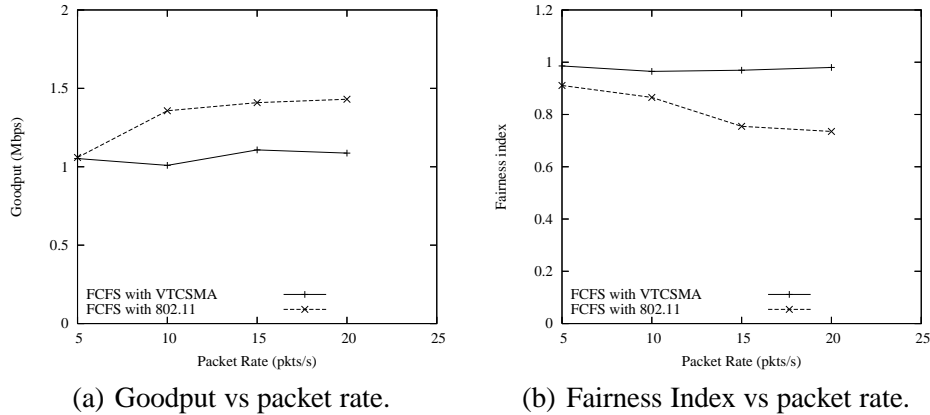 2
1.5
1
0.5
0
Goodput (Mbps)
FCFS with VTCSMA
FCFS with 802.11
5 10 15 20 25
Packet Rate (pkts/s)
(a) Goodput vs packet rate.
1.2
1
0.8
0.6
0.4
0.2
0
Fairness index
FCFS with VTCSMA
FCFS with 802.11
5 10 15 20 25
Packet Rate (pkts/s)
(b) Fairness Index vs packet rate.